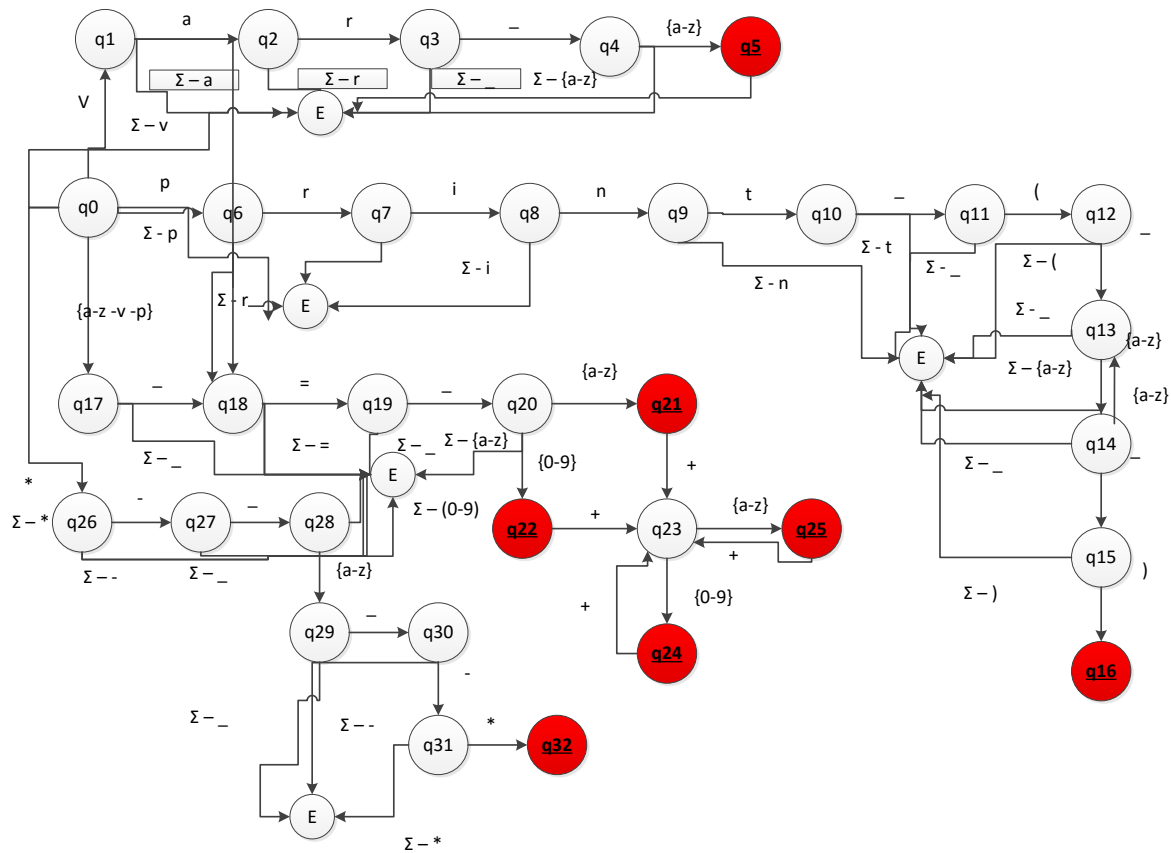 a
r
_
{a-z}
q1
q2
q3
q4
q5
Σ – a
Σ – r
Σ – _
Σ – {a-z}
V
E
Σ – v
p
r
i
n
t
_
(
q0
q6
q7
q8
q9
q10
q11
q12
_
Σ - p
Σ - i
Σ - n
Σ - t
Σ - _
Σ – (
Σ - r
E
{a-z -v -p}
Σ - _
q13
{a-z}
E
Σ – {a-z}
_
=
_
{a-z}
{a-z}
q17
q18
q19
q20
q21
q14
Σ – =
Σ – _
Σ – {a-z}
Σ – _
_
E
{0-9}
+
Σ – _
*
Σ – (0-9)
-
_
Σ – *
q26
q27
q28
q22
+
q23
{a-z}
q25
q15
Σ – -
Σ – _
{a-z}
+
)
+
{0-9}
Σ – )
q29
_
q30
q24
q16
-
Σ – _
Σ – -
q31
*
q32
E
Σ – *